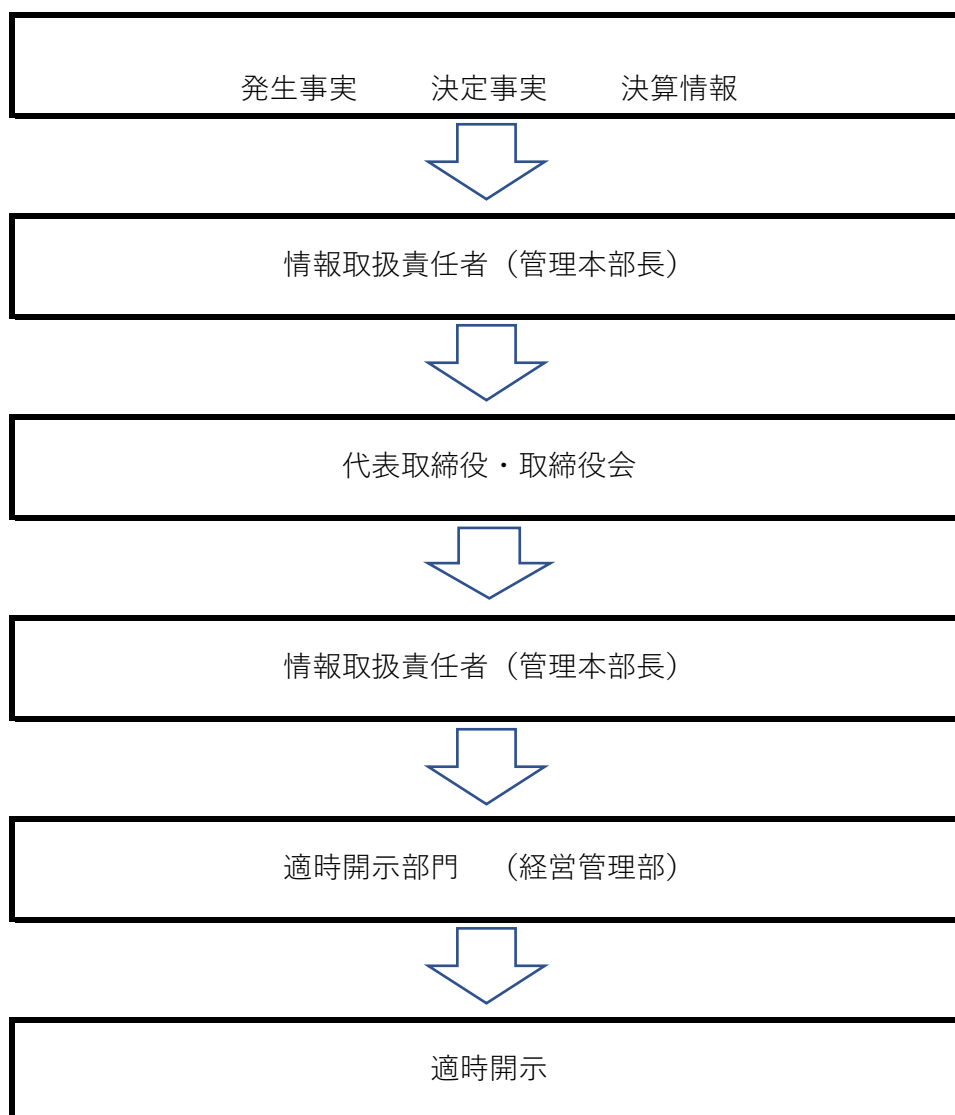 発生事実　　決定事実　　決算情報
情報取扱責任者（管理本部長）
代表取締役・取締役会
情報取扱責任者（管理本部長）
適時開示部門　（経営管理部）
適時開示